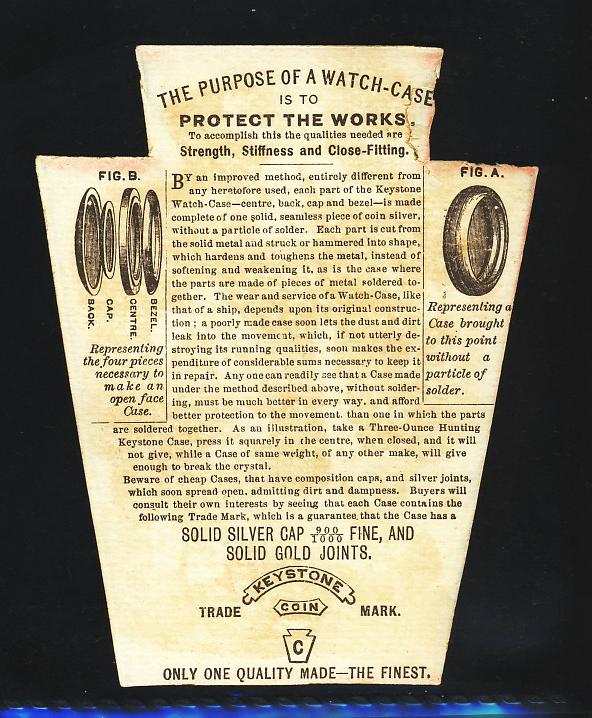 THE PURPOSE OF A WATCH-CASE
IS TO
PROTECT THE WORKS.
To accomplish this the qualities needed are
Strength, Stiffness and Close-Fitting.
FIG. B.
BACK.
CAP.
CENTRE.
BEZEL.
Representing
the four pieces
necessary to
make an
open face
Case.
BY an improved method, entirely different from
any heretofore used, each part of the Keystone
Watch-Case—centre, back, cap and bezel—is made
complete of one solid, seamless piece of coin silver,
without a particle of solder. Each part is cut from
the solid metal and struck or hammered into shape,
which hardens and toughens the metal, instead of
softening and weakening it, as is the case where
the parts are made of pieces of metal soldered to-
gether. The wear and service of a Watch-Case, like
that of a ship, depends upon its original construc-
tion; a poorly made case soon lets the dust and dirt
leak into the movement, which, if not utterly de-
stroying its running qualities, soon makes the ex-
penditure of considerable sums necessary to keep it
in repair. Any one can readily see that a Case made
under the method described above, without solder-
ing, must be much better in every way, and afford
better protection to the movement, than one in which the parts
are soldered together. As an illustration, take a Three-Ounce Hunting
Keystone Case, press it squarely in the centre, when closed, and it will
not give, while a Case of same weight, of any other make, will give
enough to break the crystal.
Beware of cheap Cases, that have composition caps, and silver joints,
which soon spread open, admitting dirt and dampness. Buyers will
consult their own interests by seeing that each Case contains the
following Trade Mark, which is a guarantee that the Case has a
FIG. A.
Representing a
Case brought
to this point
without a
particle of
solder.
SOLID SILVER CAP 900/1000 FINE, AND
SOLID GOLD JOINTS.
KEYSTONE
TRADE COIN MARK.
C
ONLY ONE QUALITY MADE—THE FINEST.